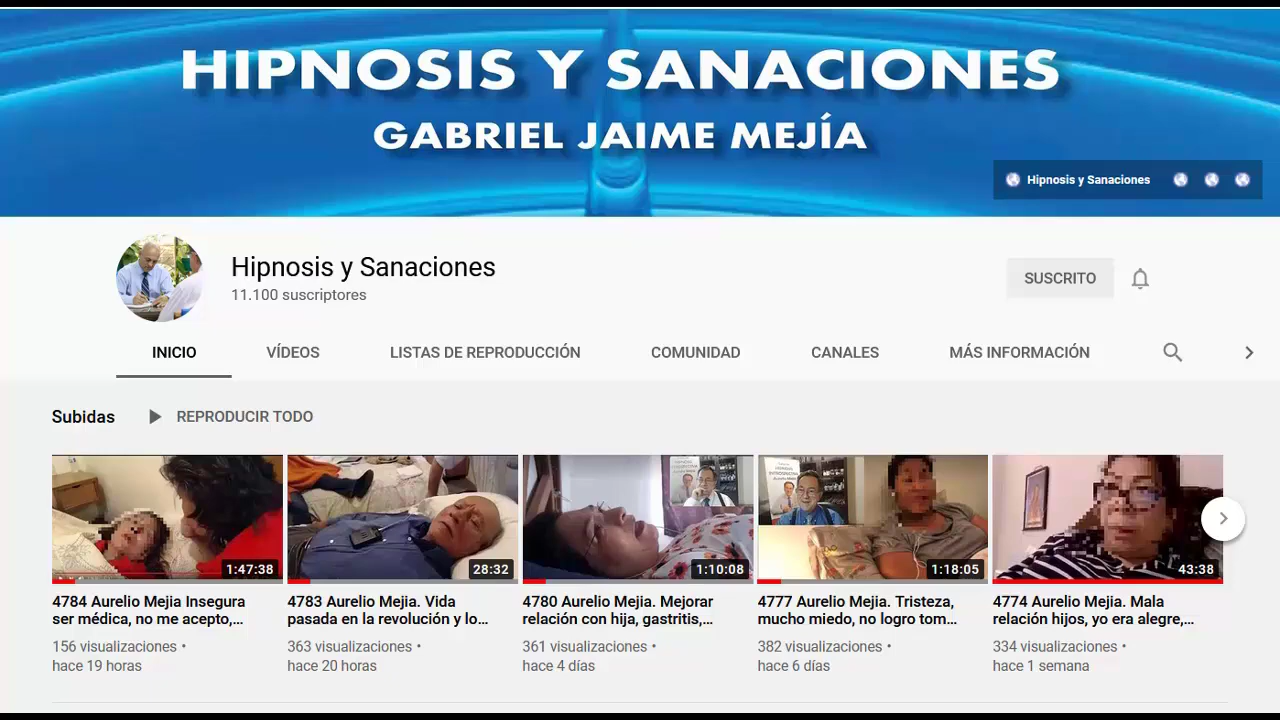 HIPNOSIS Y SANACIONES
GABRIEL JAIME MEJÍA
Hipnosis y Sanaciones
Hipnosis y Sanaciones
11.100 suscriptores
SUSCRITO
INICIO
VÍDEOS
LISTAS DE REPRODUCCIÓN
COMUNIDAD
CANALES
MÁS INFORMACIÓN
Subidas
REPRODUCIR TODO
1:47:38
28:32
1:10:08
1:18:05
43:38
4784 Aurelio Mejia Insegura
ser médica, no me acepto,...
156 visualizaciones •
hace 19 horas
4783 Aurelio Mejia. Vida
pasada en la revolución y lo...
363 visualizaciones •
hace 20 horas
4780 Aurelio Mejia. Mejorar
relación con hija, gastritis,...
361 visualizaciones •
hace 4 días
4777 Aurelio Mejia. Tristeza,
mucho miedo, no logro tom...
382 visualizaciones •
hace 6 días
4774 Aurelio Mejia. Mala
relación hijos, yo era alegre,...
334 visualizaciones •
hace 1 semana